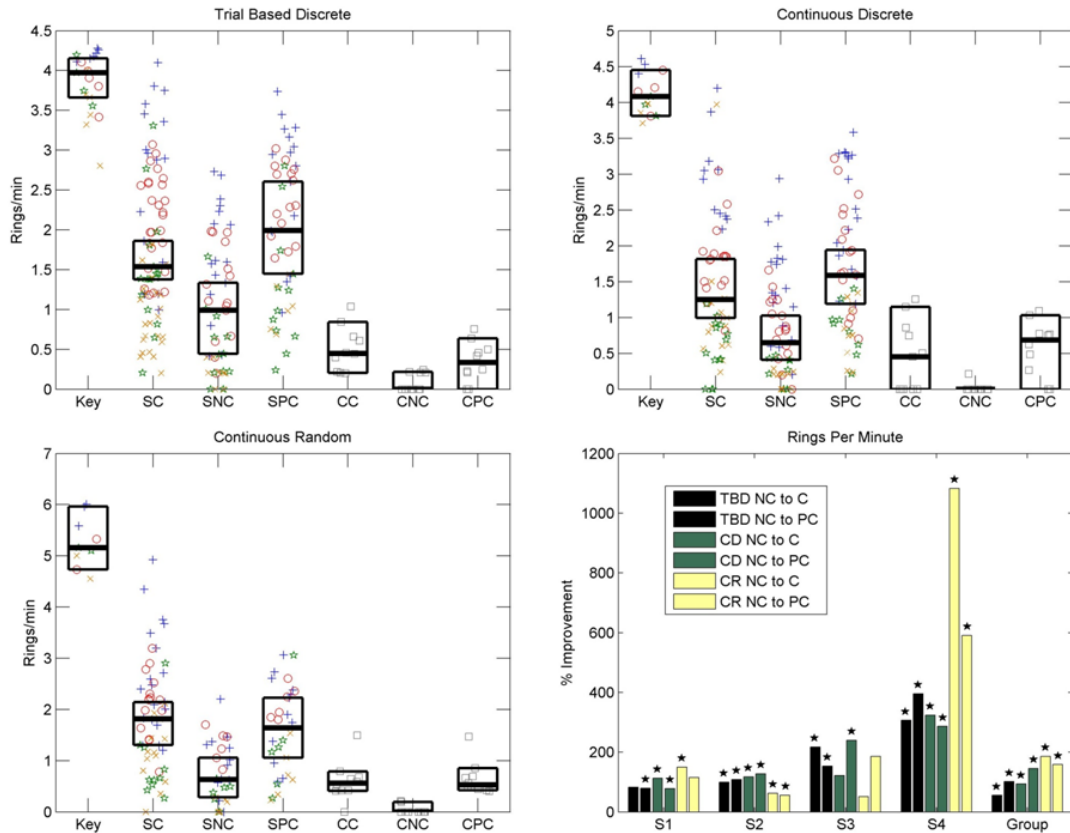 Trial Based Discrete
Rings/min
4.5
4
3.5
3
2.5
2
1.5
1
0.5
0
Key SC SNC SPC CC CNC CPC
Continuous Discrete
Rings/min
5
4.5
4
3.5
3
2.5
2
1.5
1
0.5
0
Key SC SNC SPC CC CNC CPC
Continuous Random
Rings/min
7
6
5
4
3
2
1
0
Key SC SNC SPC CC CNC CPC
Rings Per Minute
% Improvement
1200
1000
800
600
400
200
0
TBD NC to C
TBD NC to PC
CD NC to C
CD NC to PC
CR NC to C
CR NC to PC
S1 S2 S3 S4 Group